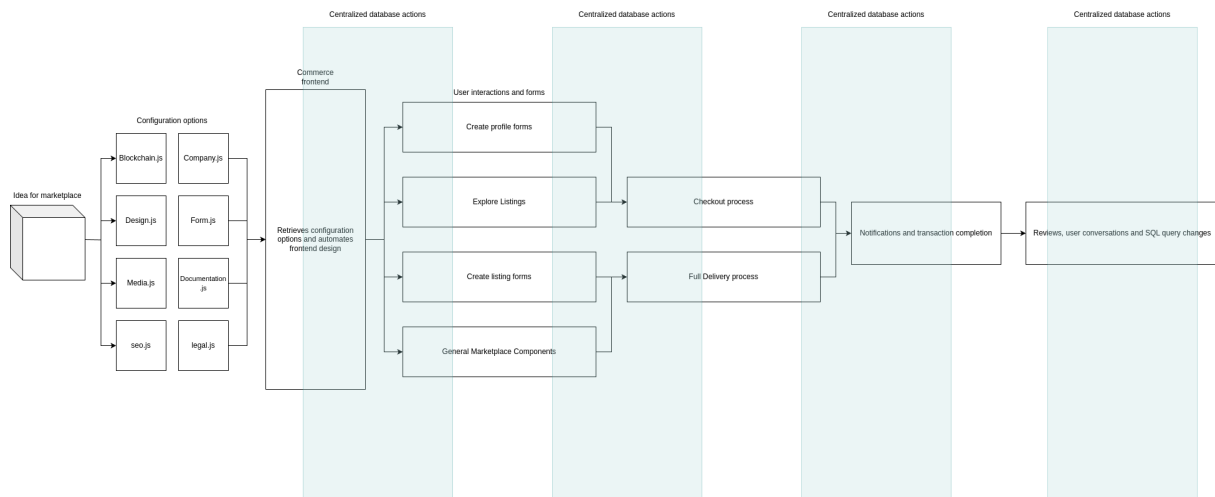 Centralized database actions
Centralized database actions
Centralized database actions
Centralized database actions
Commerce
frontend
User interactions and forms
Configuration options
Create profile forms
Blockchain.js
Company.js
Idea for marketplace
Explore Listings
Checkout process
Design.js
Form.js
Retrieves configuration
options and automates
frontend design
Notifications and transaction completion
Reviews, user conversations and SQL query changes
Media.js
Documentation
.js
Create listing forms
Full Delivery process
seo.js
legal.js
General Marketplace Components